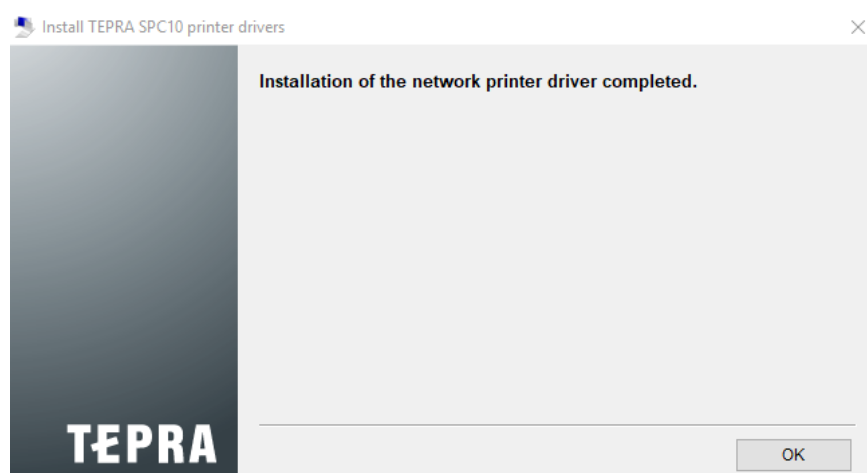 Install TEPRA SPC10 printer drivers
Installation of the network printer driver completed.
TEPRA
OK